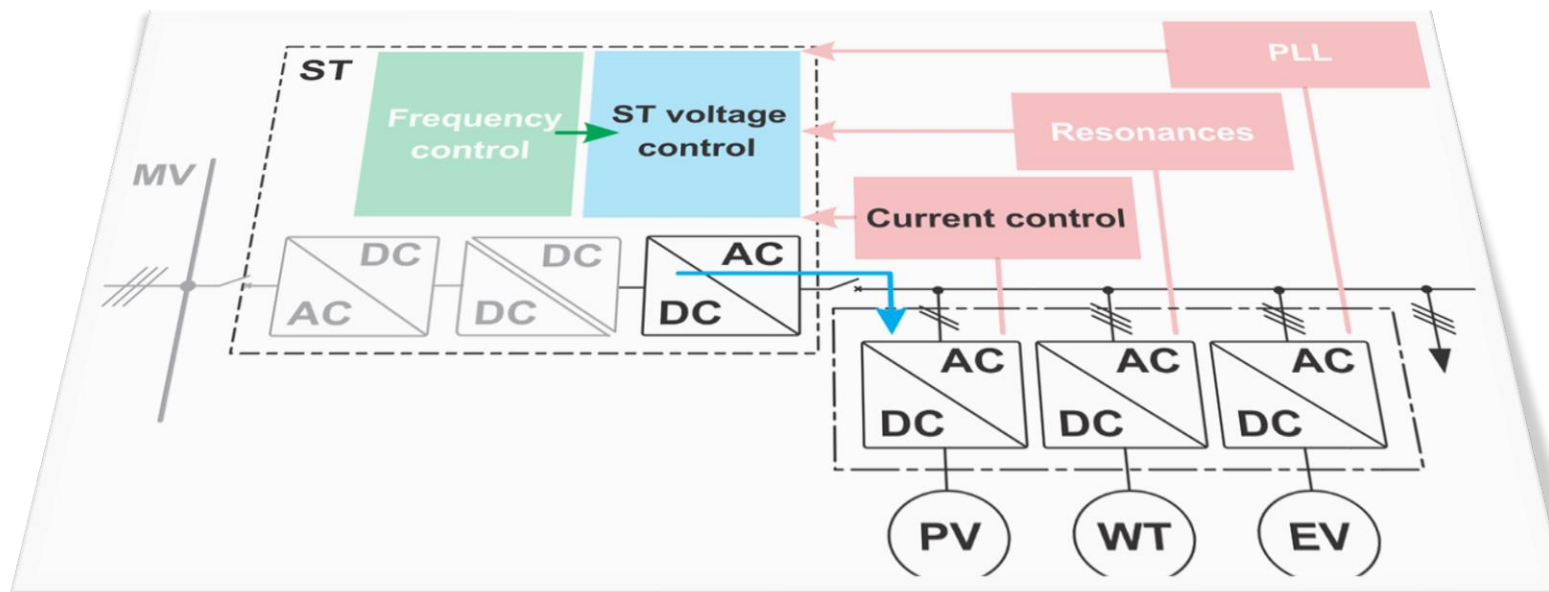 PLL
ST
Frequency
control
ST voltage
control
Resonances
MV
Current control
DC
AC
DC
DC
AC
DC
AC
DC
AC
DC
AC
DC
PV
WT
EV